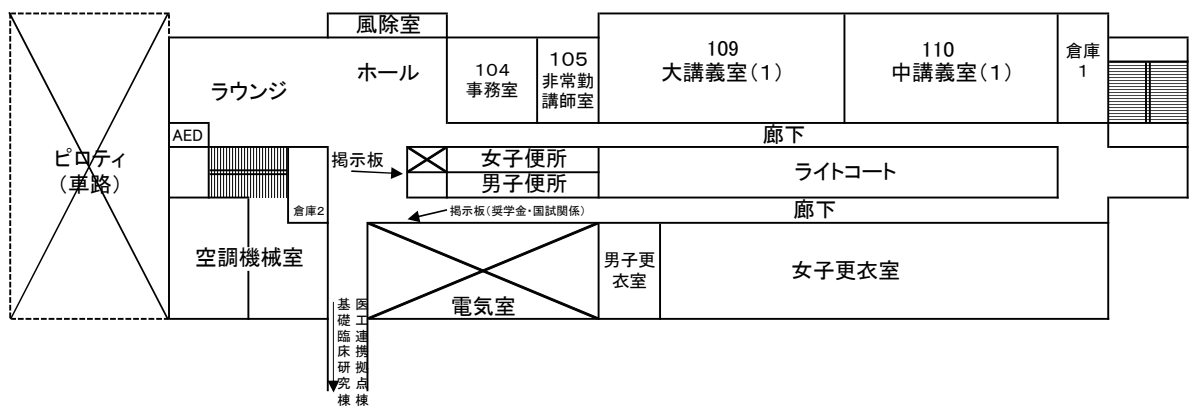 風除室
ホール
ラウンジ
104
事務室
105
非常勤
講師室
109
大講義室(1)
110
中講義室(1)
倉庫
1
AED
廊下
ピロティ
(車路)
掲示板
女子便所
男子便所
ライトコート
倉庫2
掲示板(奨学金・国試関係)
廊下
空調機械室
電気室
男子更
衣室
女子更衣室
医工連携拠点棟
基礎臨床研究棟